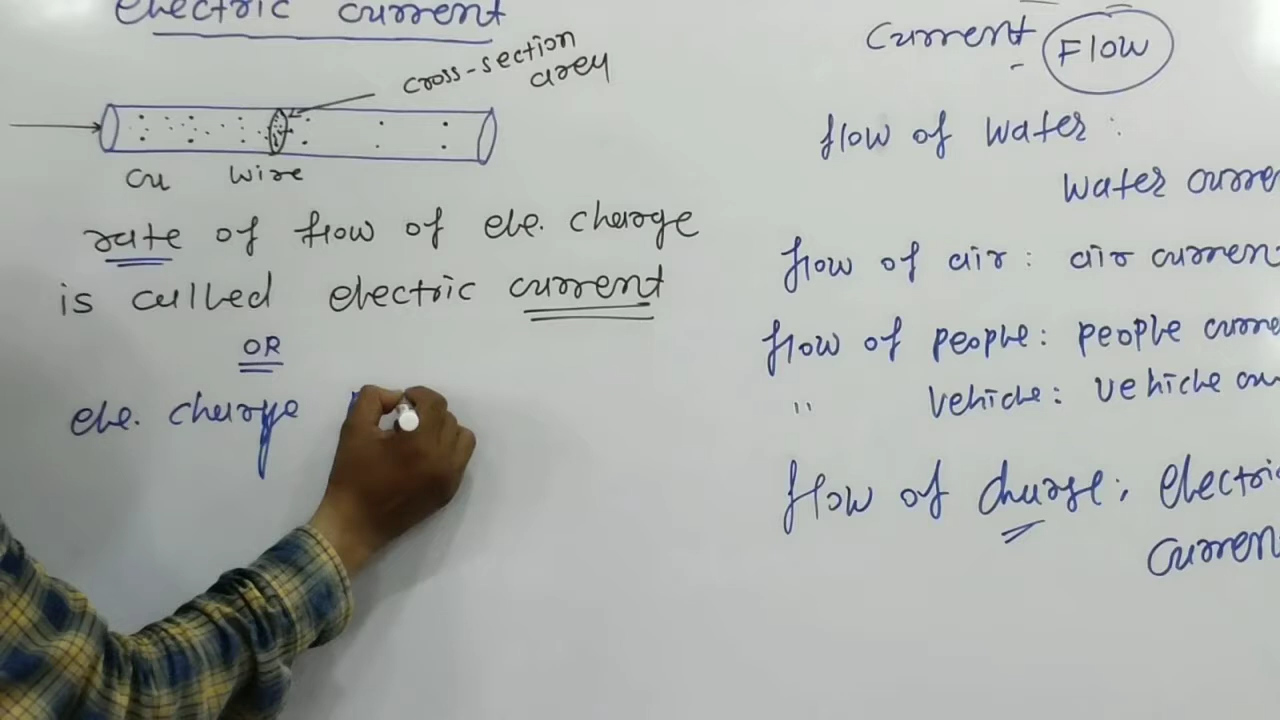 electric current
cross-section
area
Cu wire
rate of flow of ele. charge
is called electric current
OR
ele. charge
Current - Flow
flow of water :
water curre
flow of air : air curren
flow of people : people curre
" vehicle : vehicle cu
flow of charge, electric
Curren